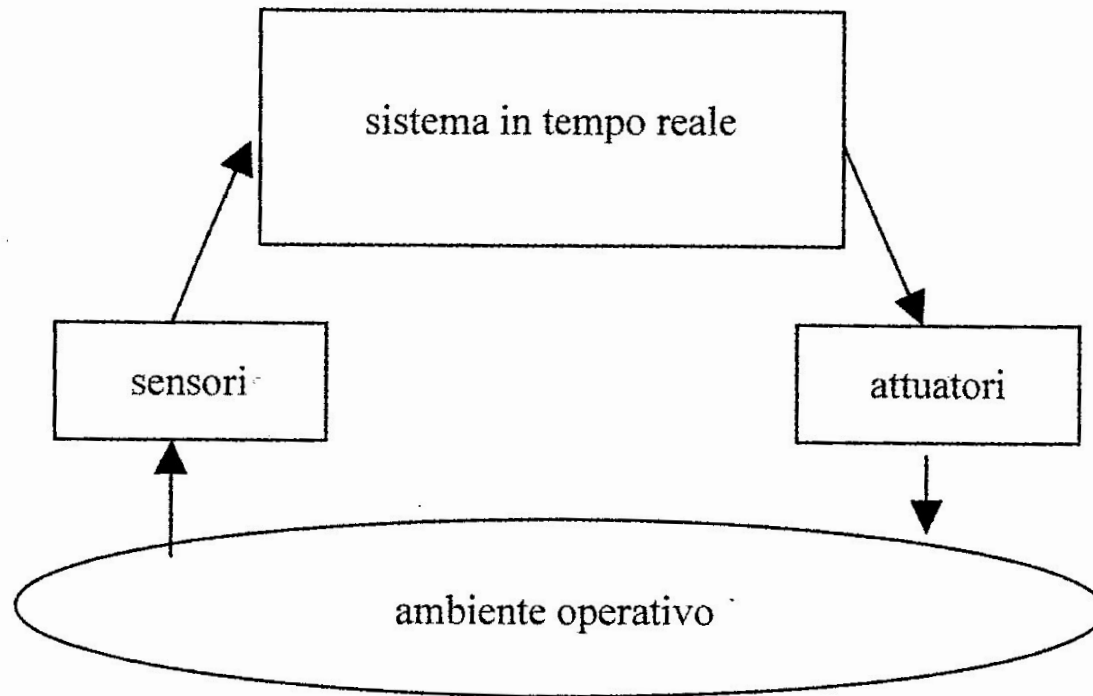 sistema in tempo reale
sensori
attuatori
ambiente operativo